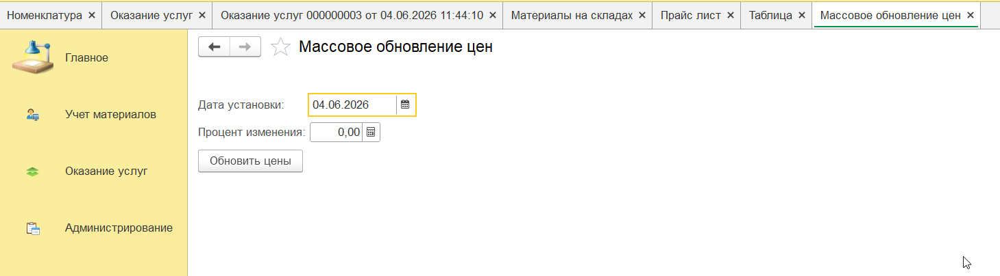 Номенклатура × Оказание услуг × Оказание услуг 000000003 от 04.06.2026 11:44:10 × Материалы на складах × Прайс лист × Таблица × Массовое обновление цен ×
Главное
Учет материалов
Оказание услуг
Администрирование
Массовое обновление цен
Дата установки: 04.06.2026
Процент изменения: 0,00
Обновить цены